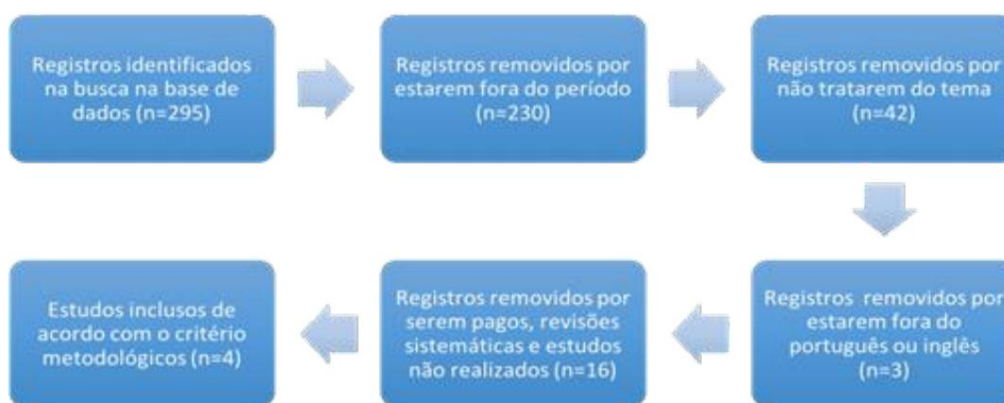 Registros identificados
na busca na base de
dados (n=295)
Registros removidos por
estarem fora do período
(n=230)
Registros removidos por
não tratarem do tema
(n=42)
Registros removidos por
estarem fora do
português ou inglês
(n=3)
Registros removidos por
serem pagos, revisões
sistemáticas e estudos
não realizados (n=16)
Estudos inclusos de
acordo com o critério
metodológicos (n=4)